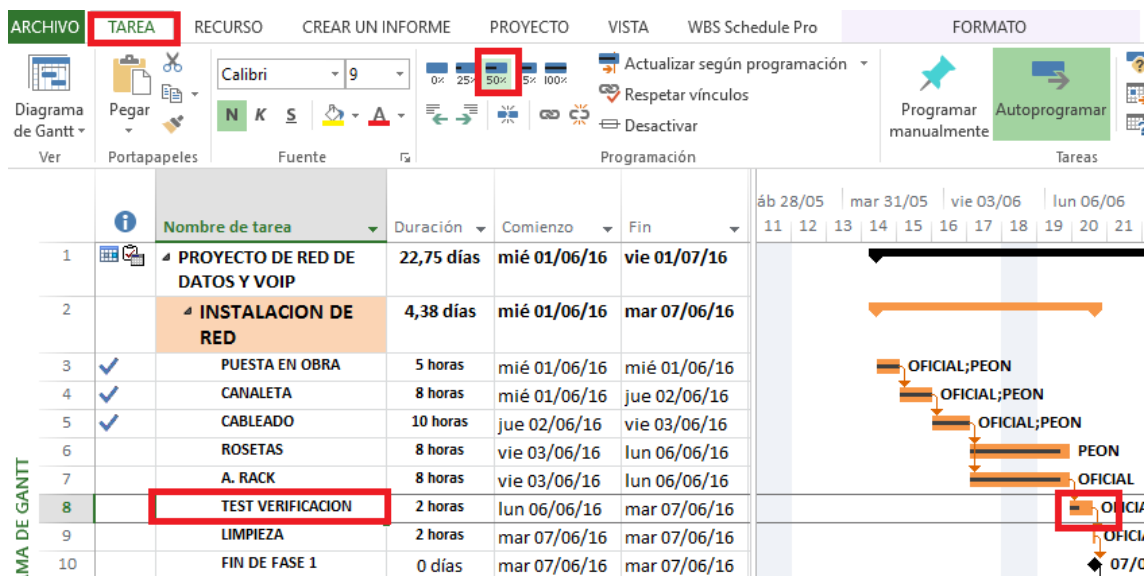 ARCHIVO TAREA RECURSO CREAR UN INFORME PROYECTO VISTA WBS Schedule Pro FORMATO
Diagrama de Gantt
Ver
Pegar
Portapapeles
Calibri 9
N K S A
Fuente
0% 25% 50% 5% 100%
Actualizar según programación
Respetar vínculos
Desactivar
Programación
Programar manualmente
Autoprogramar
Tareas
Nombre de tarea Duración Comienzo Fin
áb 28/05 mar 31/05 vie 03/06 lun 06/06
11 12 13 14 15 16 17 18 19 20 21
1 PROYECTO DE RED DE DATOS Y VOIP 22,75 días mié 01/06/16 vie 01/07/16
2 INSTALACION DE RED 4,38 días mié 01/06/16 mar 07/06/16
3 PUESTA EN OBRA 5 horas mié 01/06/16 mié 01/06/16 OFICIAL;PEON
4 CANALETA 8 horas mié 01/06/16 jue 02/06/16 OFICIAL;PEON
5 CABLEADO 10 horas jue 02/06/16 vie 03/06/16 OFICIAL;PEON
6 ROSETAS 8 horas vie 03/06/16 lun 06/06/16 PEON
7 A. RACK 8 horas vie 03/06/16 lun 06/06/16 OFICIAL
8 TEST VERIFICACION 2 horas lun 06/06/16 mar 07/06/16 OFICIA
9 LIMPIEZA 2 horas mar 07/06/16 mar 07/06/16 OFICIA
10 FIN DE FASE 1 0 días mar 07/06/16 mar 07/06/16 07/0
MA DE GANTT